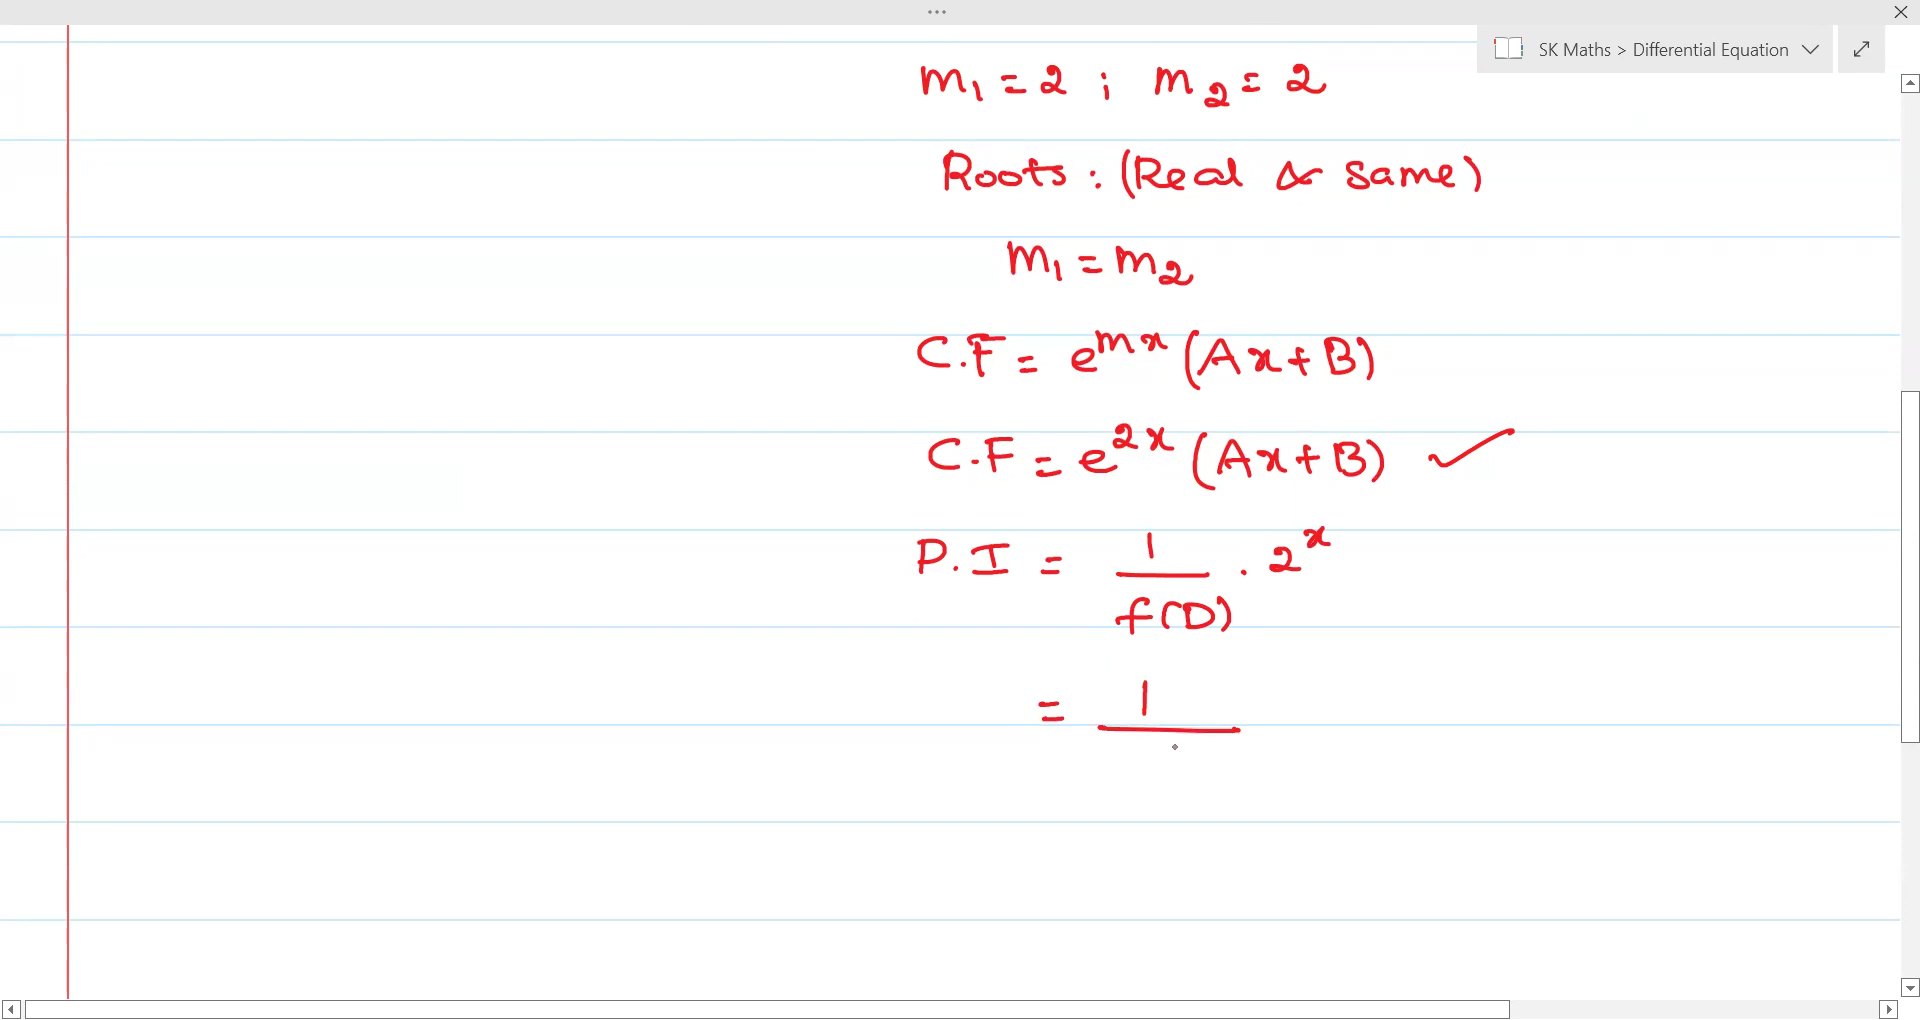 SK Maths > Differential Equation
m₁ = 2 ; m₂ = 2
Roots : (Real & Same)
m₁ = m₂
C.F = e^{mx} (Ax+B)
C.F = e^{2x} (Ax+B) ✓
P.I = 1/f(D) . 2^x
= 1/